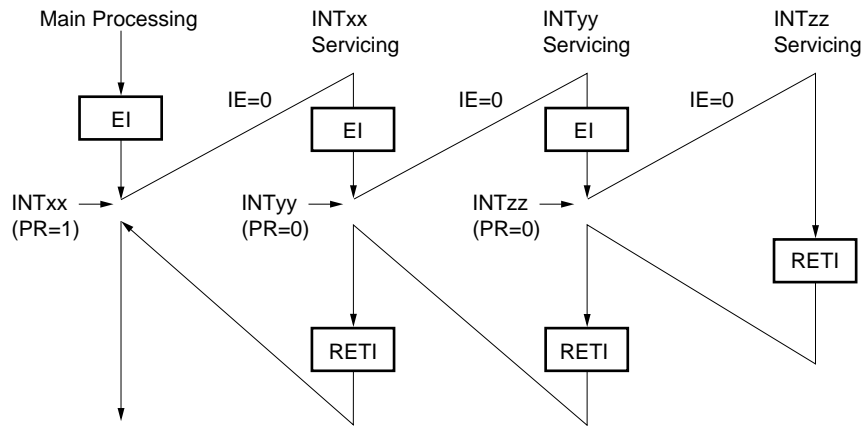 Main Processing
INTxx
Servicing
INTyy
Servicing
INTzz
Servicing
EI
IE=0
EI
IE=0
EI
IE=0
INTxx
(PR=1)
INTyy
(PR=0)
INTzz
(PR=0)
RETI
RETI
RETI